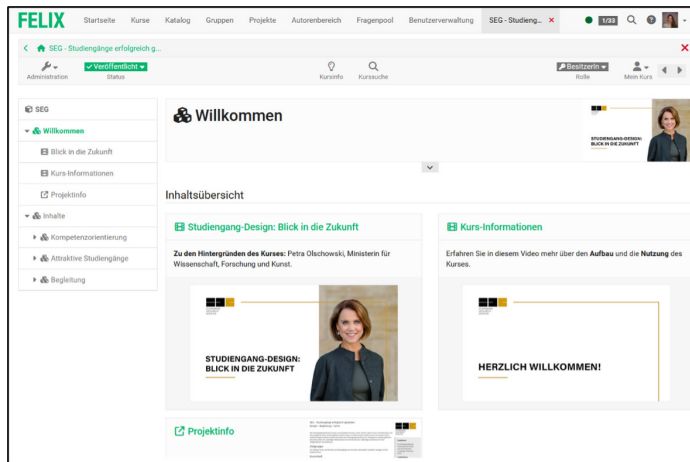 FELIX Startseite Kurse Katalog Gruppen Projekte Autorenbereich Fragenpool Benutzerverwaltung SEG - Studieng... 1/33
SEG - Studiengänge erfolgreich g...
Administration
Veröffentlicht
Status
Kursinfo
Kurssuche
BesitzerIn
Rolle
Mein Kurs
SEG
Willkommen
Blick in die Zukunft
Kurs-Informationen
Projektinfo
Inhalte
Kompetenzorientierung
Attraktive Studiengänge
Begleitung
Willkommen
STUDIENGANG-DESIGN:
BLICK IN DIE ZUKUNFT
Inhaltsübersicht
Studiengang-Design: Blick in die Zukunft
Zu den Hintergründen des Kurses: Petra Olschowski, Ministerin für
Wissenschaft, Forschung und Kunst.
STUDIENGANG-DESIGN:
BLICK IN DIE ZUKUNFT
Kurs-Informationen
Erfahren Sie in diesem Video mehr über den Aufbau und die Nutzung des
Kurses.
HERZLICH WILLKOMMEN!
Projektinfo